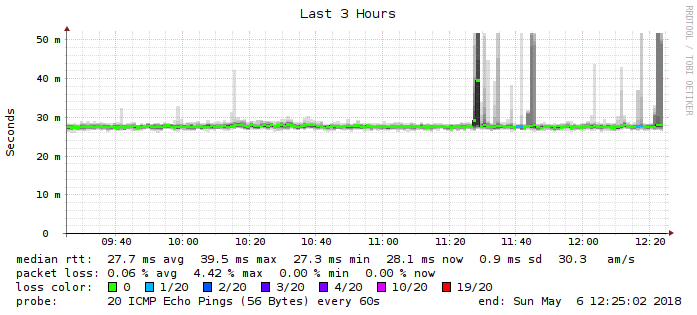 Last 3 Hours
RRDTOOL / TOBI OETIKER
Seconds
50 m
40 m
30 m
20 m
10 m
0
09:40 10:00 10:20 10:40 11:00 11:20 11:40 12:00 12:20
median rtt: 27.7 ms avg 39.5 ms max 27.3 ms min 28.1 ms now 0.9 ms sd 30.3 am/s
packet loss: 0.06 % avg 4.42 % max 0.00 % min 0.00 % now
loss color: 0 1/20 2/20 3/20 4/20 10/20 19/20
probe: 20 ICMP Echo Pings (56 Bytes) every 60s end: Sun May 6 12:25:02 2018